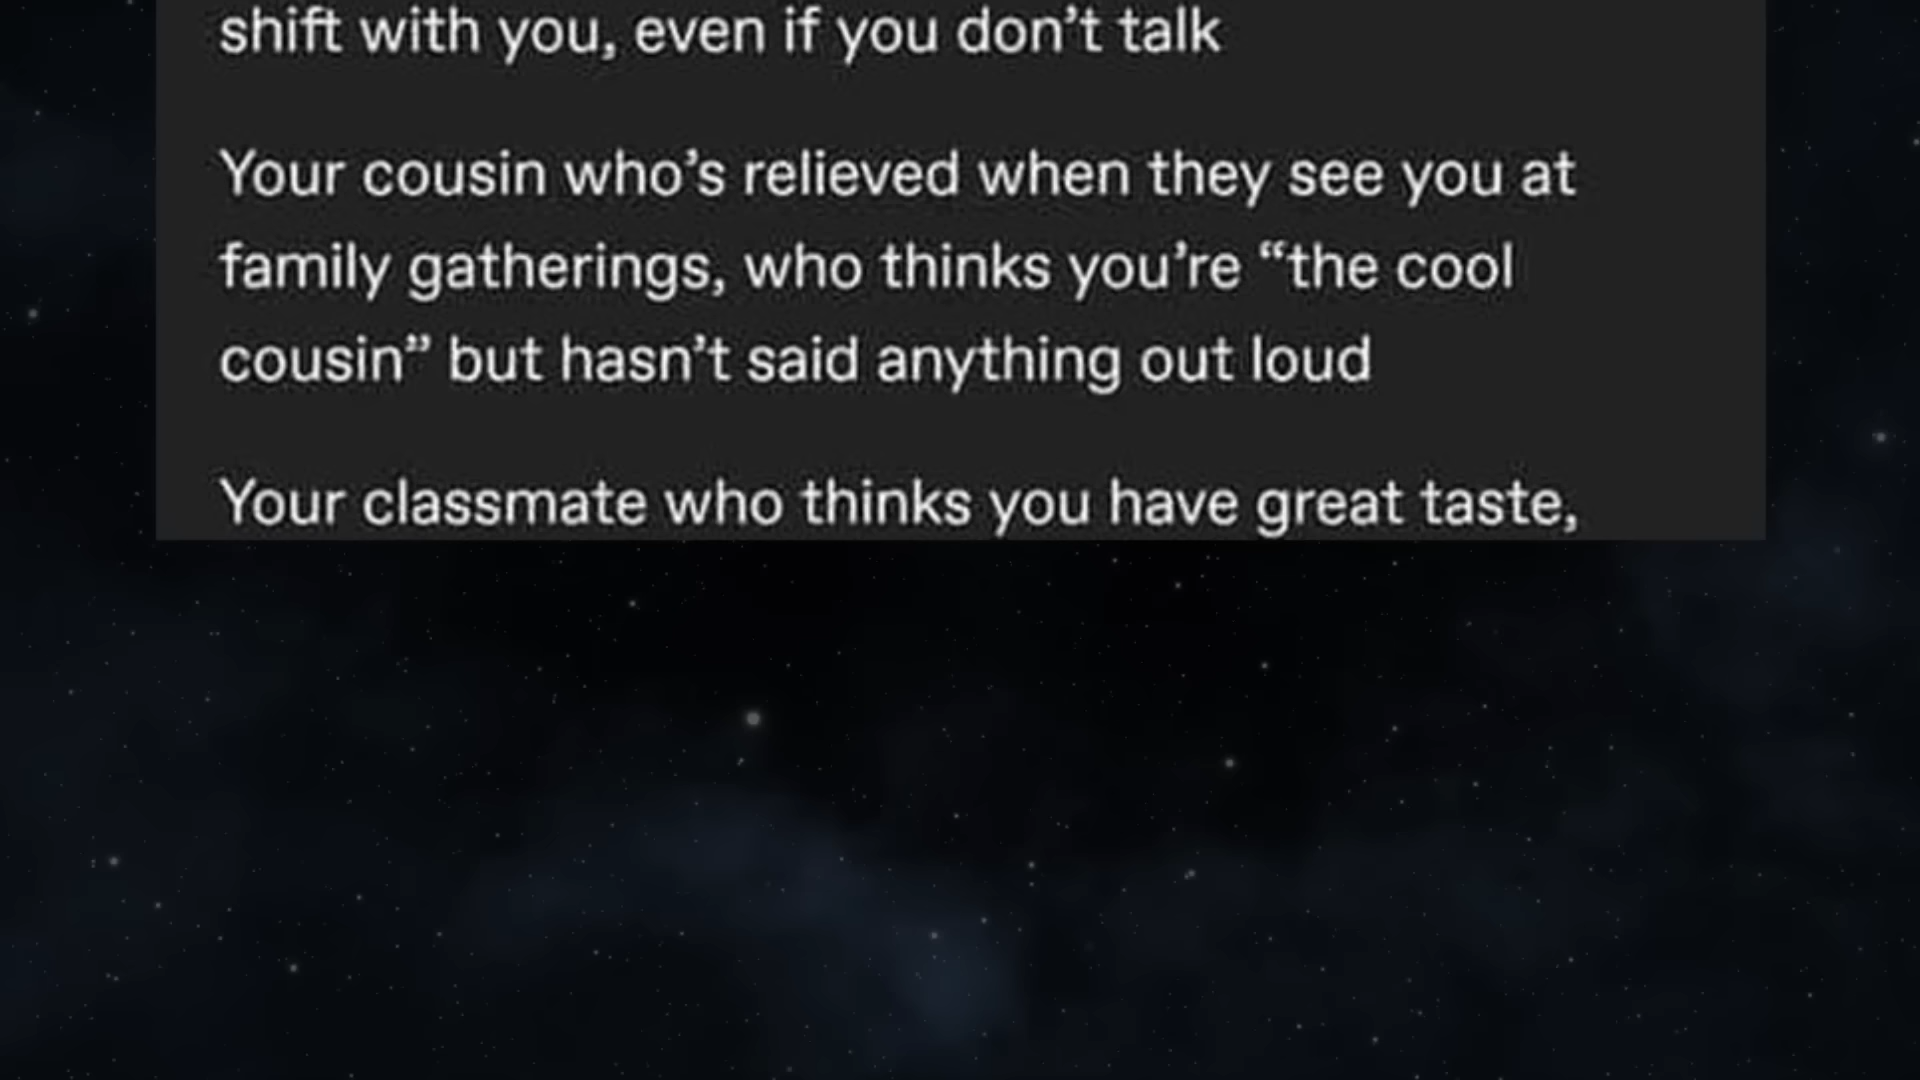 shift with you, even if you don’t talk
Your cousin who’s relieved when they see you at
family gatherings, who thinks you’re “the cool
cousin” but hasn’t said anything out loud
Your classmate who thinks you have great taste,